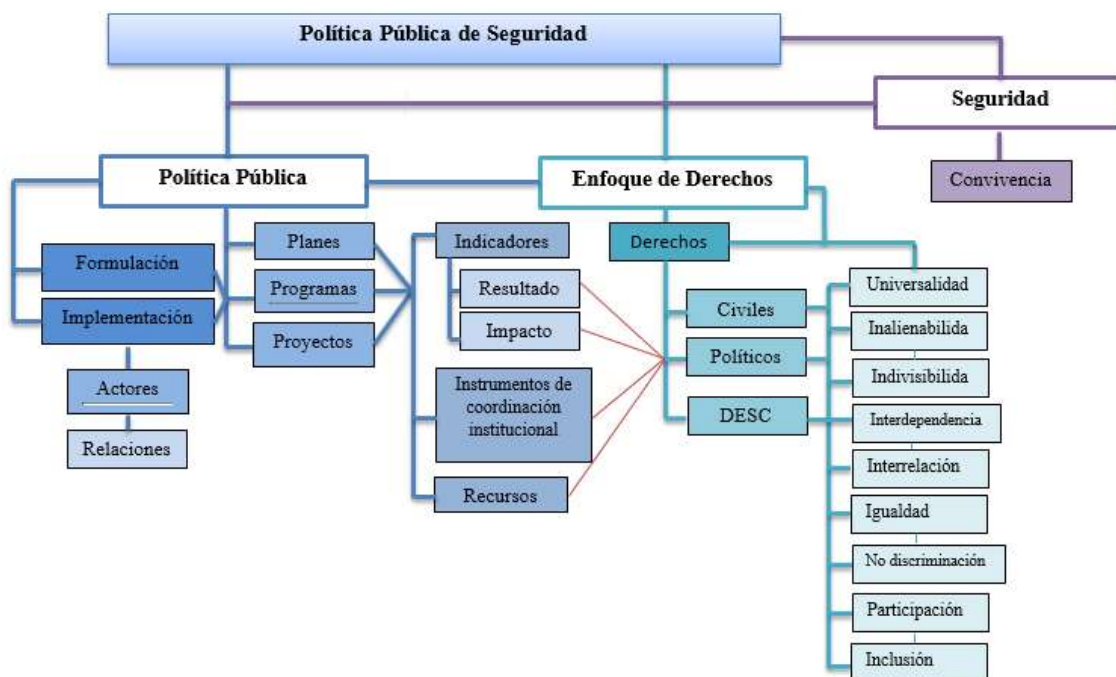 Política Pública de Seguridad
Seguridad
Convivencia
Política Pública
Enfoque de Derechos
Formulación
Implementación
Actores
Relaciones
Planes
Programas
Proyectos
Indicadores
Resultado
Impacto
Instrumentos de
coordinación
institucional
Recursos
Derechos
Civiles
Políticos
DESC
Universalidad
Inalienabilida
Indivisibilida
Interdependencia
Interrelación
Igualdad
No discriminación
Participación
Inclusión